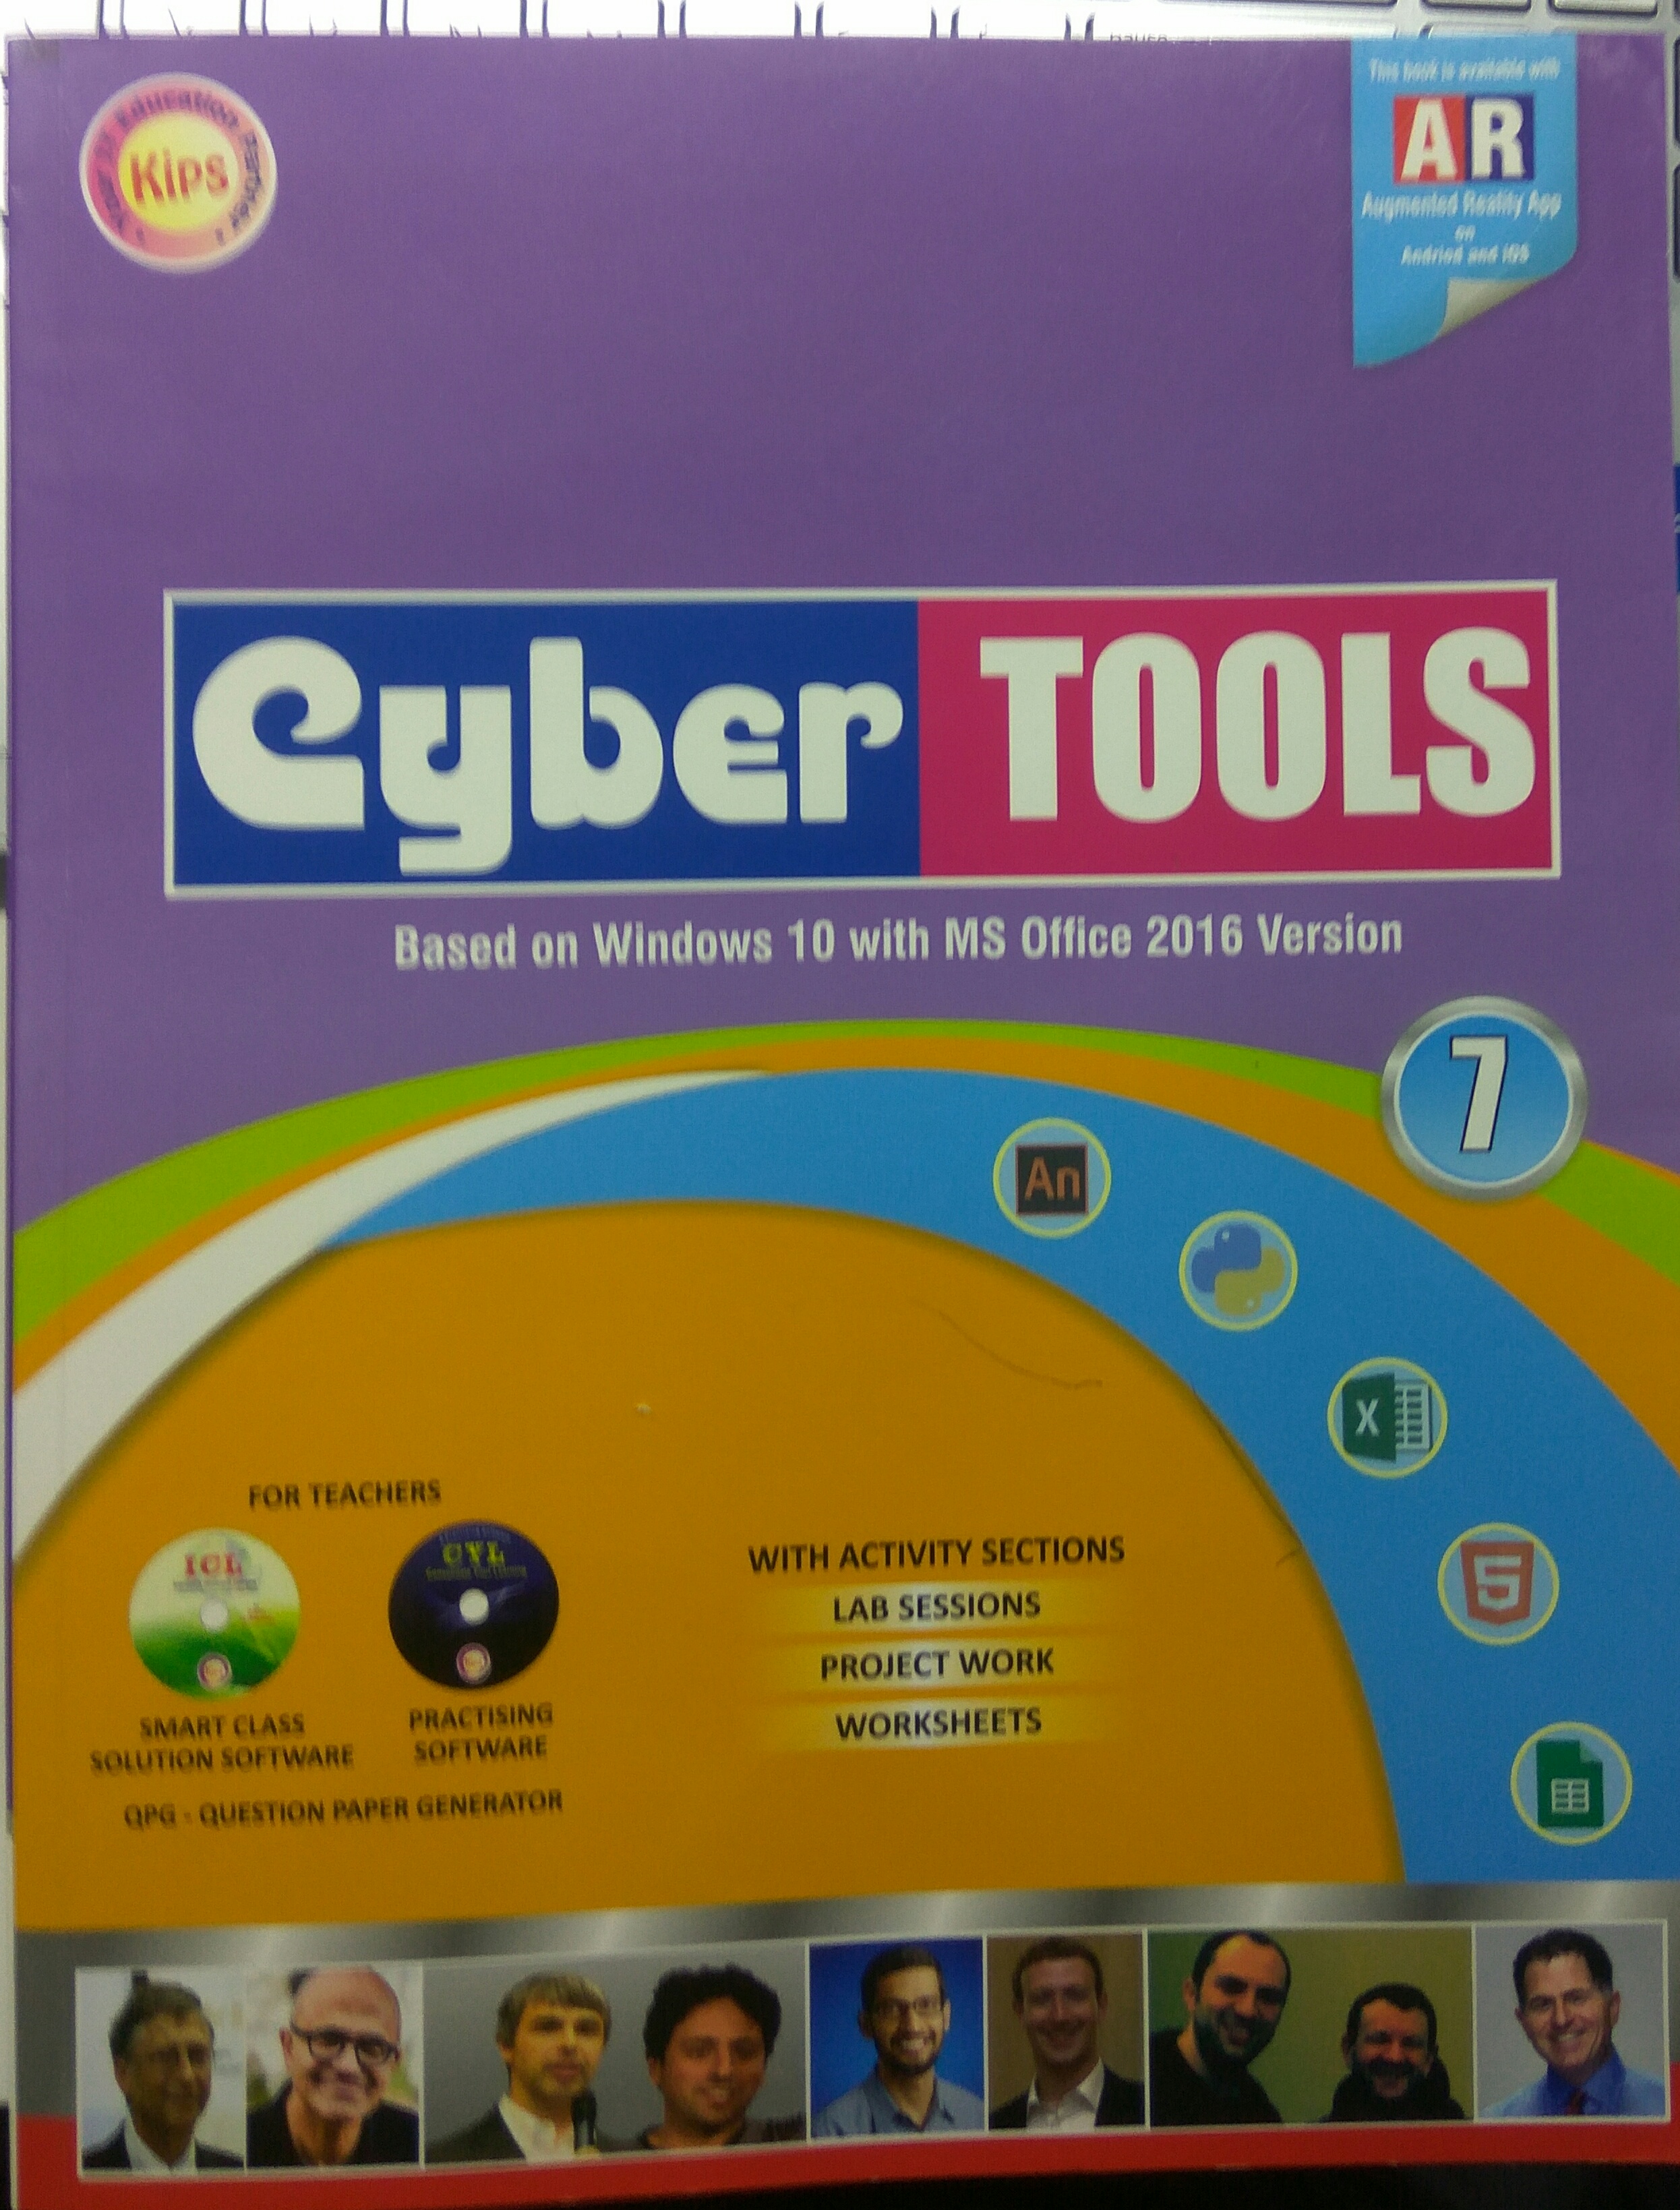 Kips
This book is available with
AR
Augmented Reality App
on
Andriod and iOS
Cyber TOOLS
Based on Windows 10 with MS Office 2016 Version
7
An
X
5
FOR TEACHERS
ICL
CYL
SMART CLASS
SOLUTION SOFTWARE
PRACTISING
SOFTWARE
QPG - QUESTION PAPER GENERATOR
WITH ACTIVITY SECTIONS
LAB SESSIONS
PROJECT WORK
WORKSHEETS